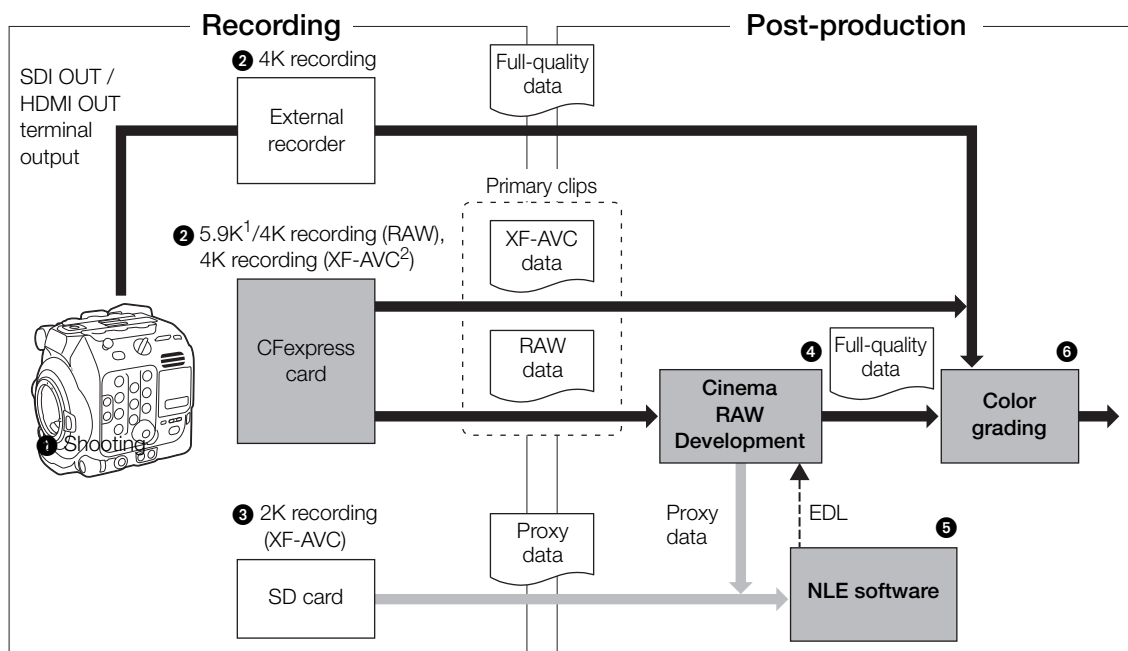 Recording
Post-production
SDI OUT /
HDMI OUT
terminal
output
❷ 4K recording
External
recorder
Full-quality
data
Primary clips
❷ 5.9K¹/4K recording (RAW),
4K recording (XF-AVC²)
CFexpress
card
XF-AVC
data
RAW
data
❶ Shooting
❹
Cinema
RAW
Development
Full-quality
data
❻
Color
grading
❸ 2K recording
(XF-AVC)
SD card
Proxy
data
Proxy
data
EDL
❺
NLE software